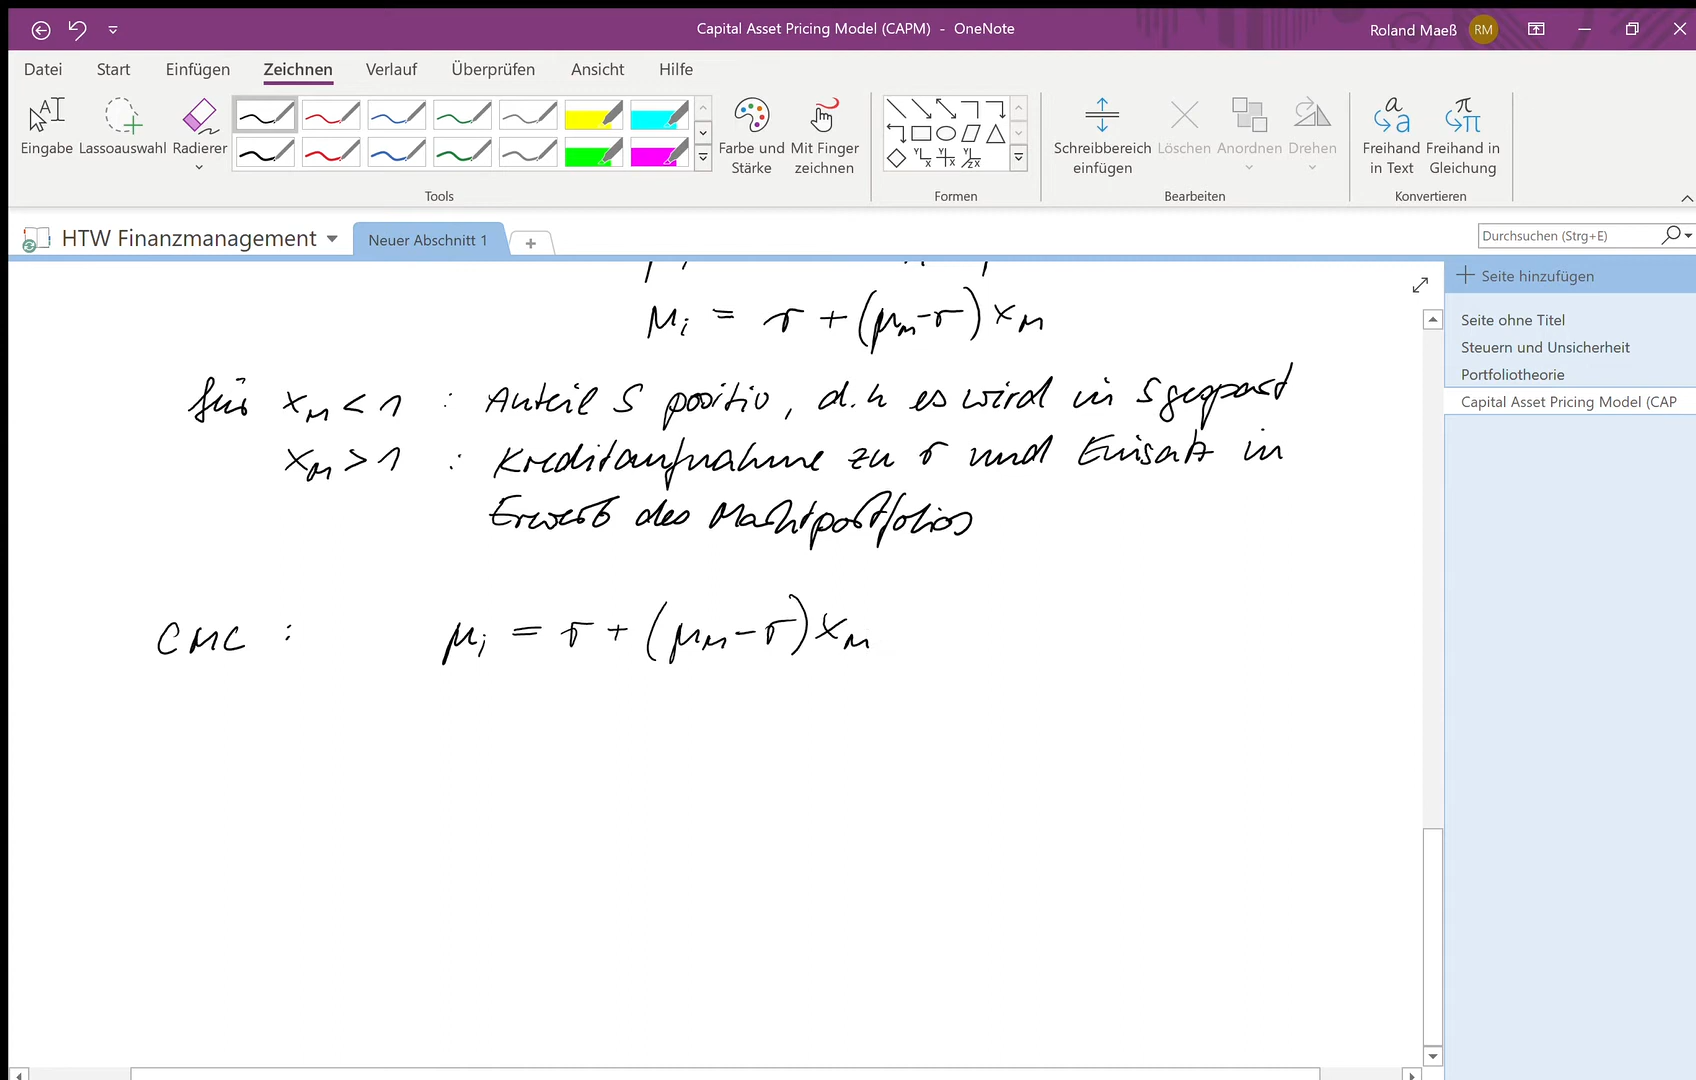 Capital Asset Pricing Model (CAPM) - OneNote
Roland Maeß RM
Datei Start Einfügen Zeichnen Verlauf Überprüfen Ansicht Hilfe
Eingabe Lassoauswahl Radierer
Farbe und Stärke
Mit Finger zeichnen
Schreibbereich einfügen
Löschen Anordnen Drehen
Freihand in Text
Freihand in Gleichung
Tools Formen Bearbeiten Konvertieren
HTW Finanzmanagement
Neuer Abschnitt 1
Durchsuchen (Strg+E)
Seite hinzufügen
Seite ohne Titel
Steuern und Unsicherheit
Portfoliotheorie
Capital Asset Pricing Model (CAP
μi = r + (μM - r) xM
für xM < 1 : Anteil S positiv, d.h es wird in S gespart
xM > 1 : Kreditaufnahme zu r und Einsatz in
Erwerb des Marktportfolios
CML : μi = r + (μM - r) xM